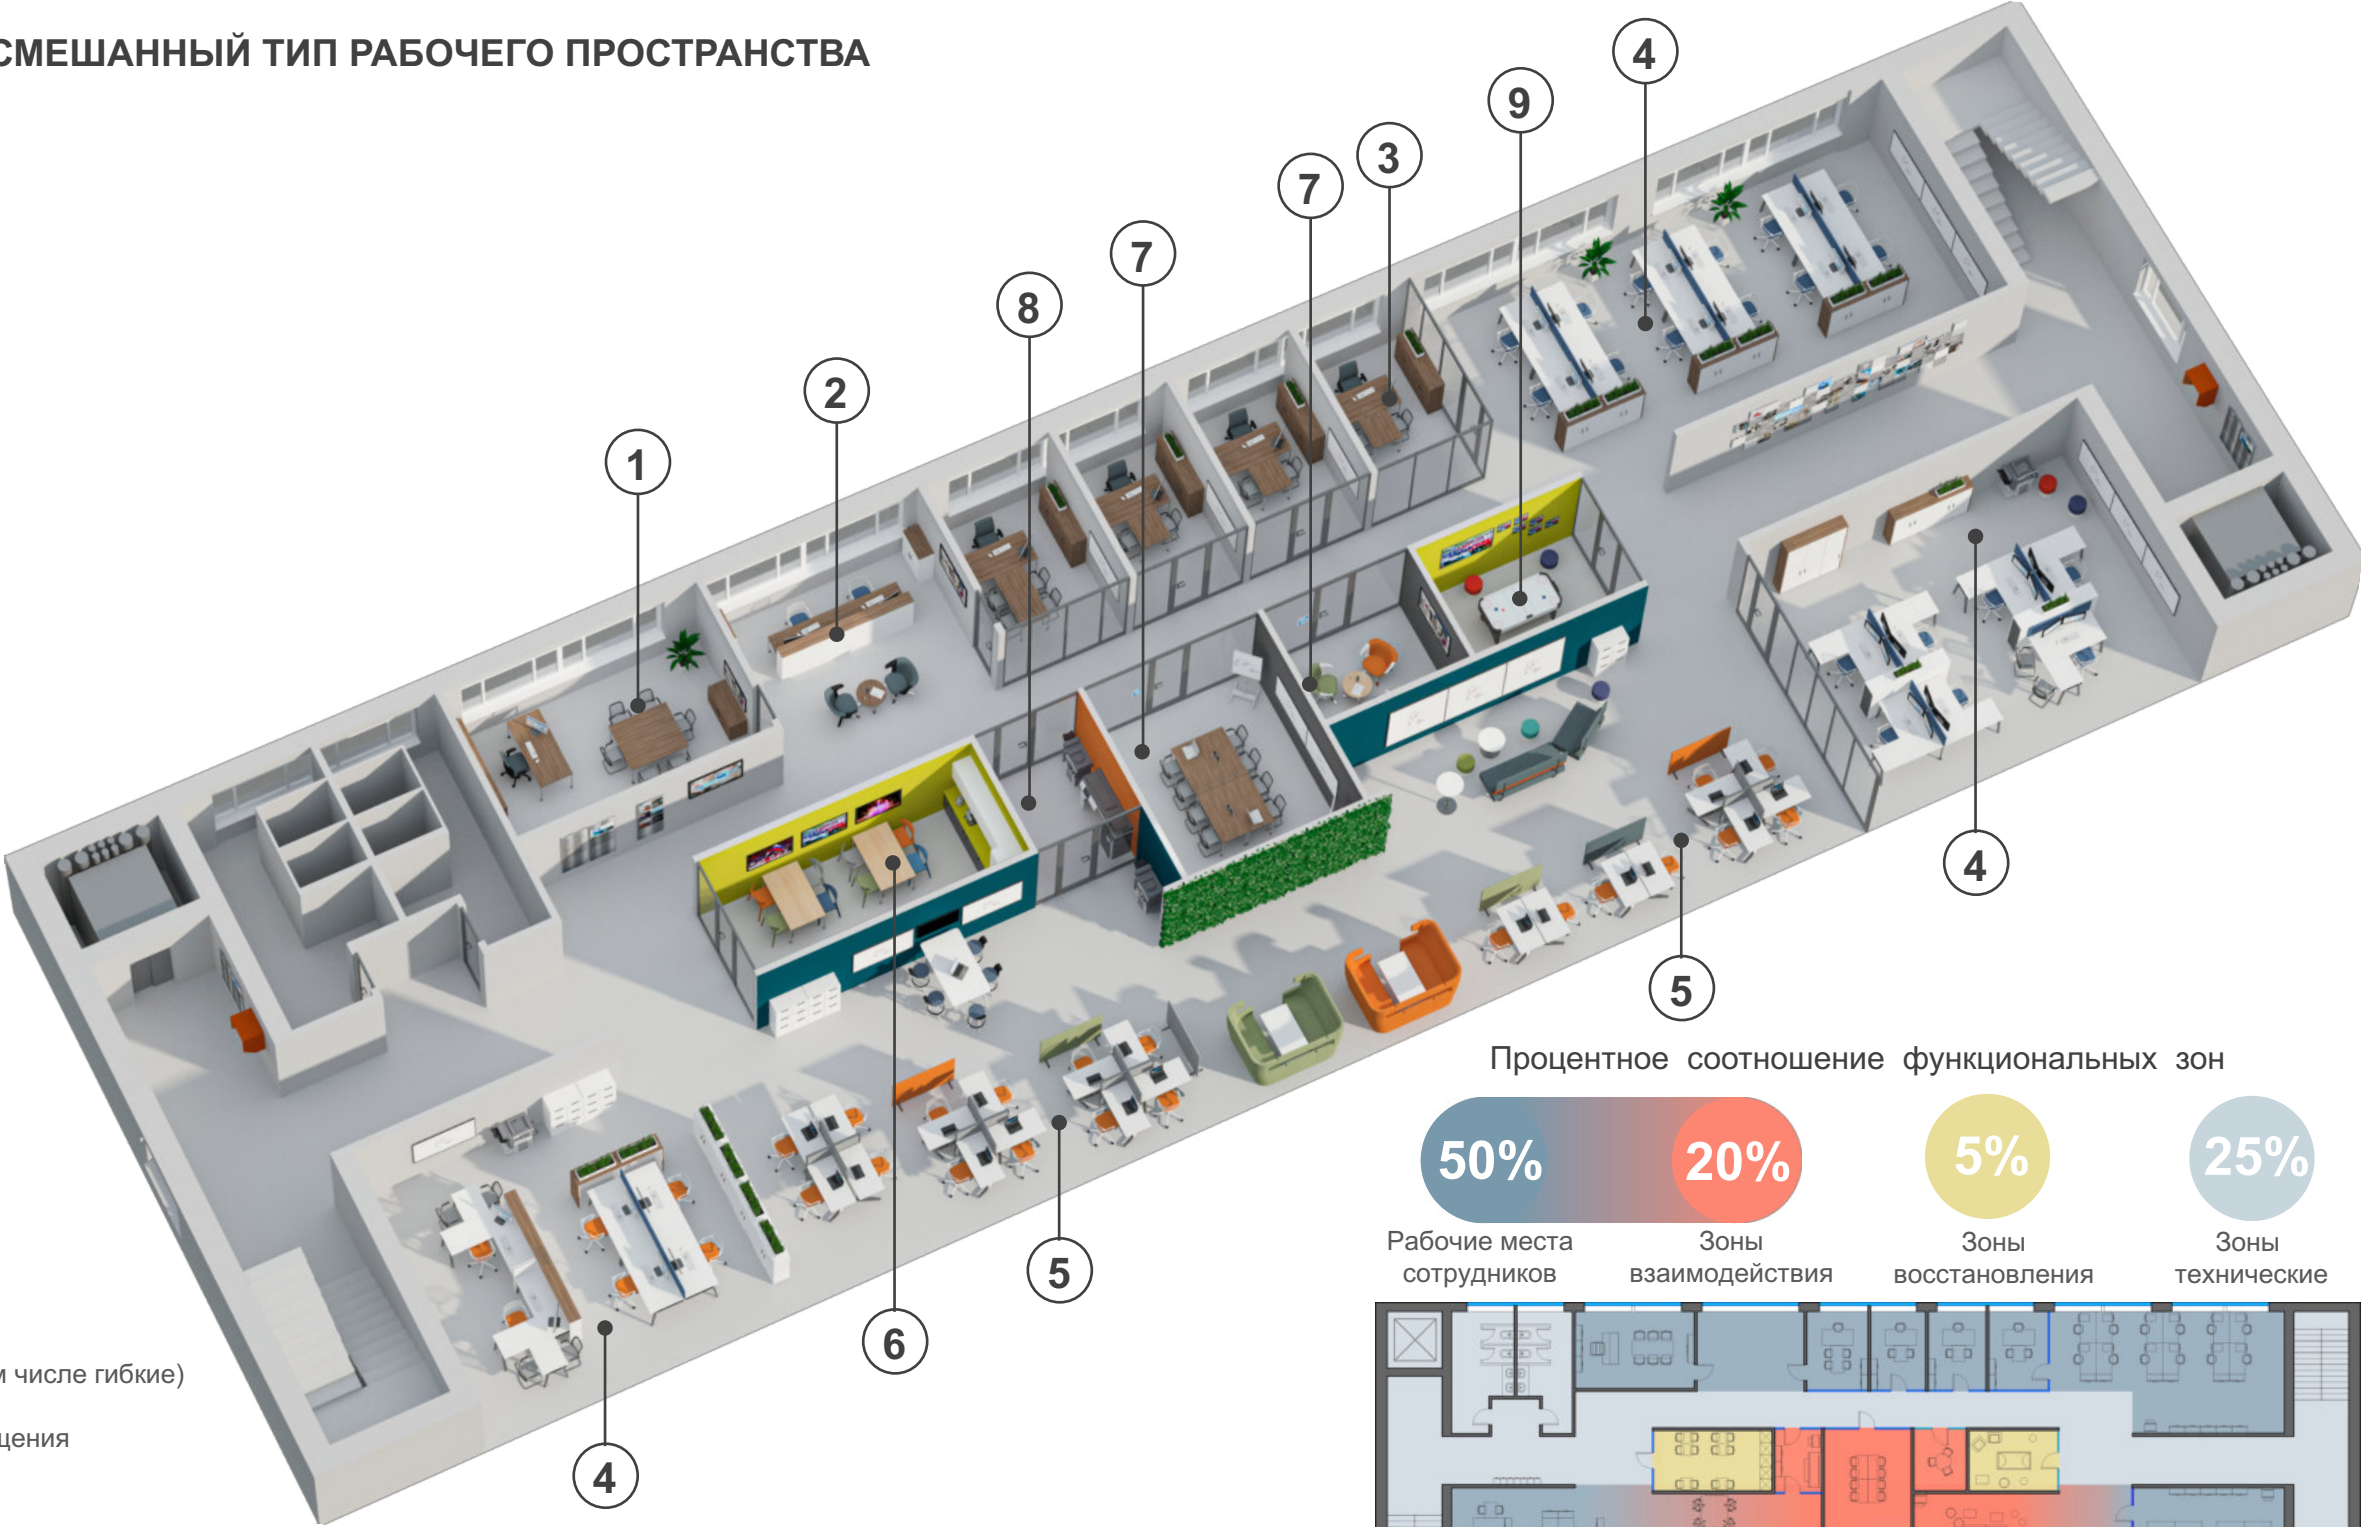 СМЕШАННЫЙ ТИП РАБОЧЕГО ПРОСТРАНСТВА
4
9
3
7
7
8
2
1
4
5
5
6
4
числе гибкие)
Процентное соотношение функциональных зон
50%
20%
5%
25%
Рабочие места
сотрудников
Зоны
взаимодействия
Зоны
восстановления
Зоны
технические